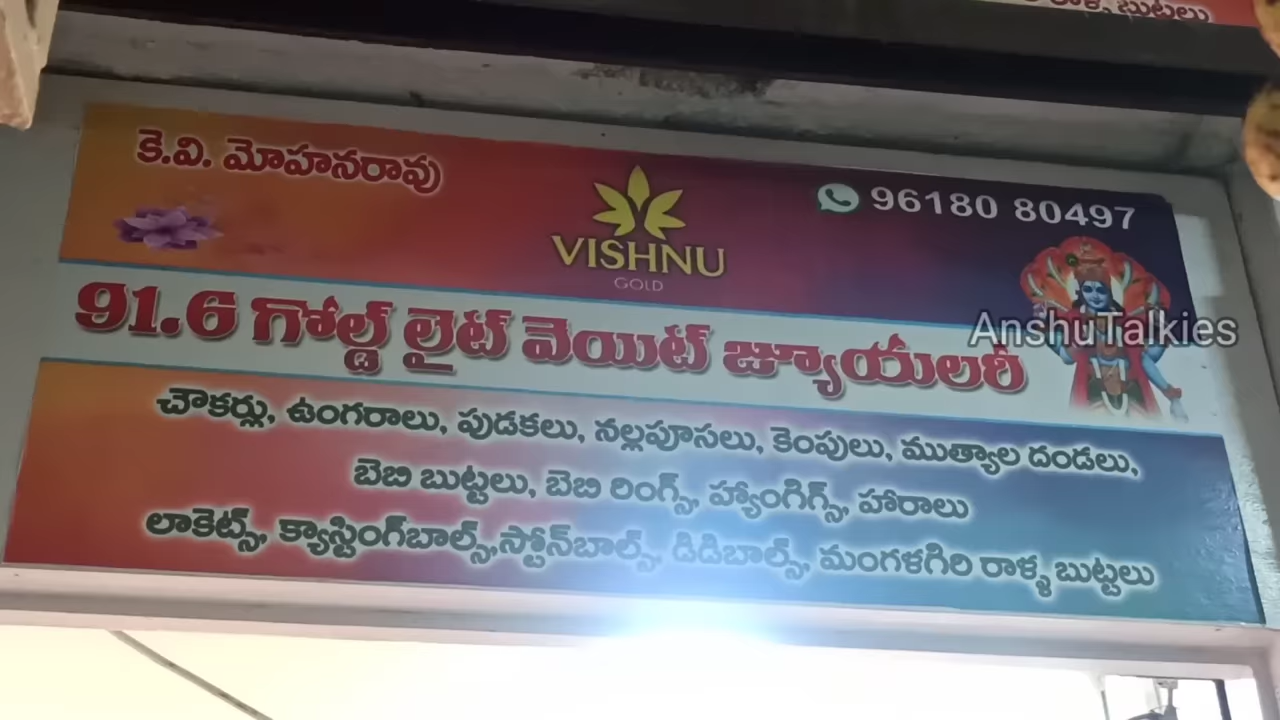 రాళ్ళ బుట్టలు
కె.వి. మోహనరావు
VISHNU
GOLD
96180 80497
AnshuTalkies
91.6 గోల్డ్ లైట్ వెయిట్ జ్యూయలరీ
చౌకర్లు, ఉంగరాలు, పుడకలు, నల్లపూసలు, కెంపులు, ముత్యాల దండలు,
బెబి బుట్టలు, బెబి రింగ్స్, హ్యాంగిగ్స్, హారాలు
లాకెట్స్, క్యాస్టింగ్‌బాల్స్,స్టోన్‌బాల్స్, డిడిబాల్స్, మంగళగిరి రాళ్ళ బుట్టలు